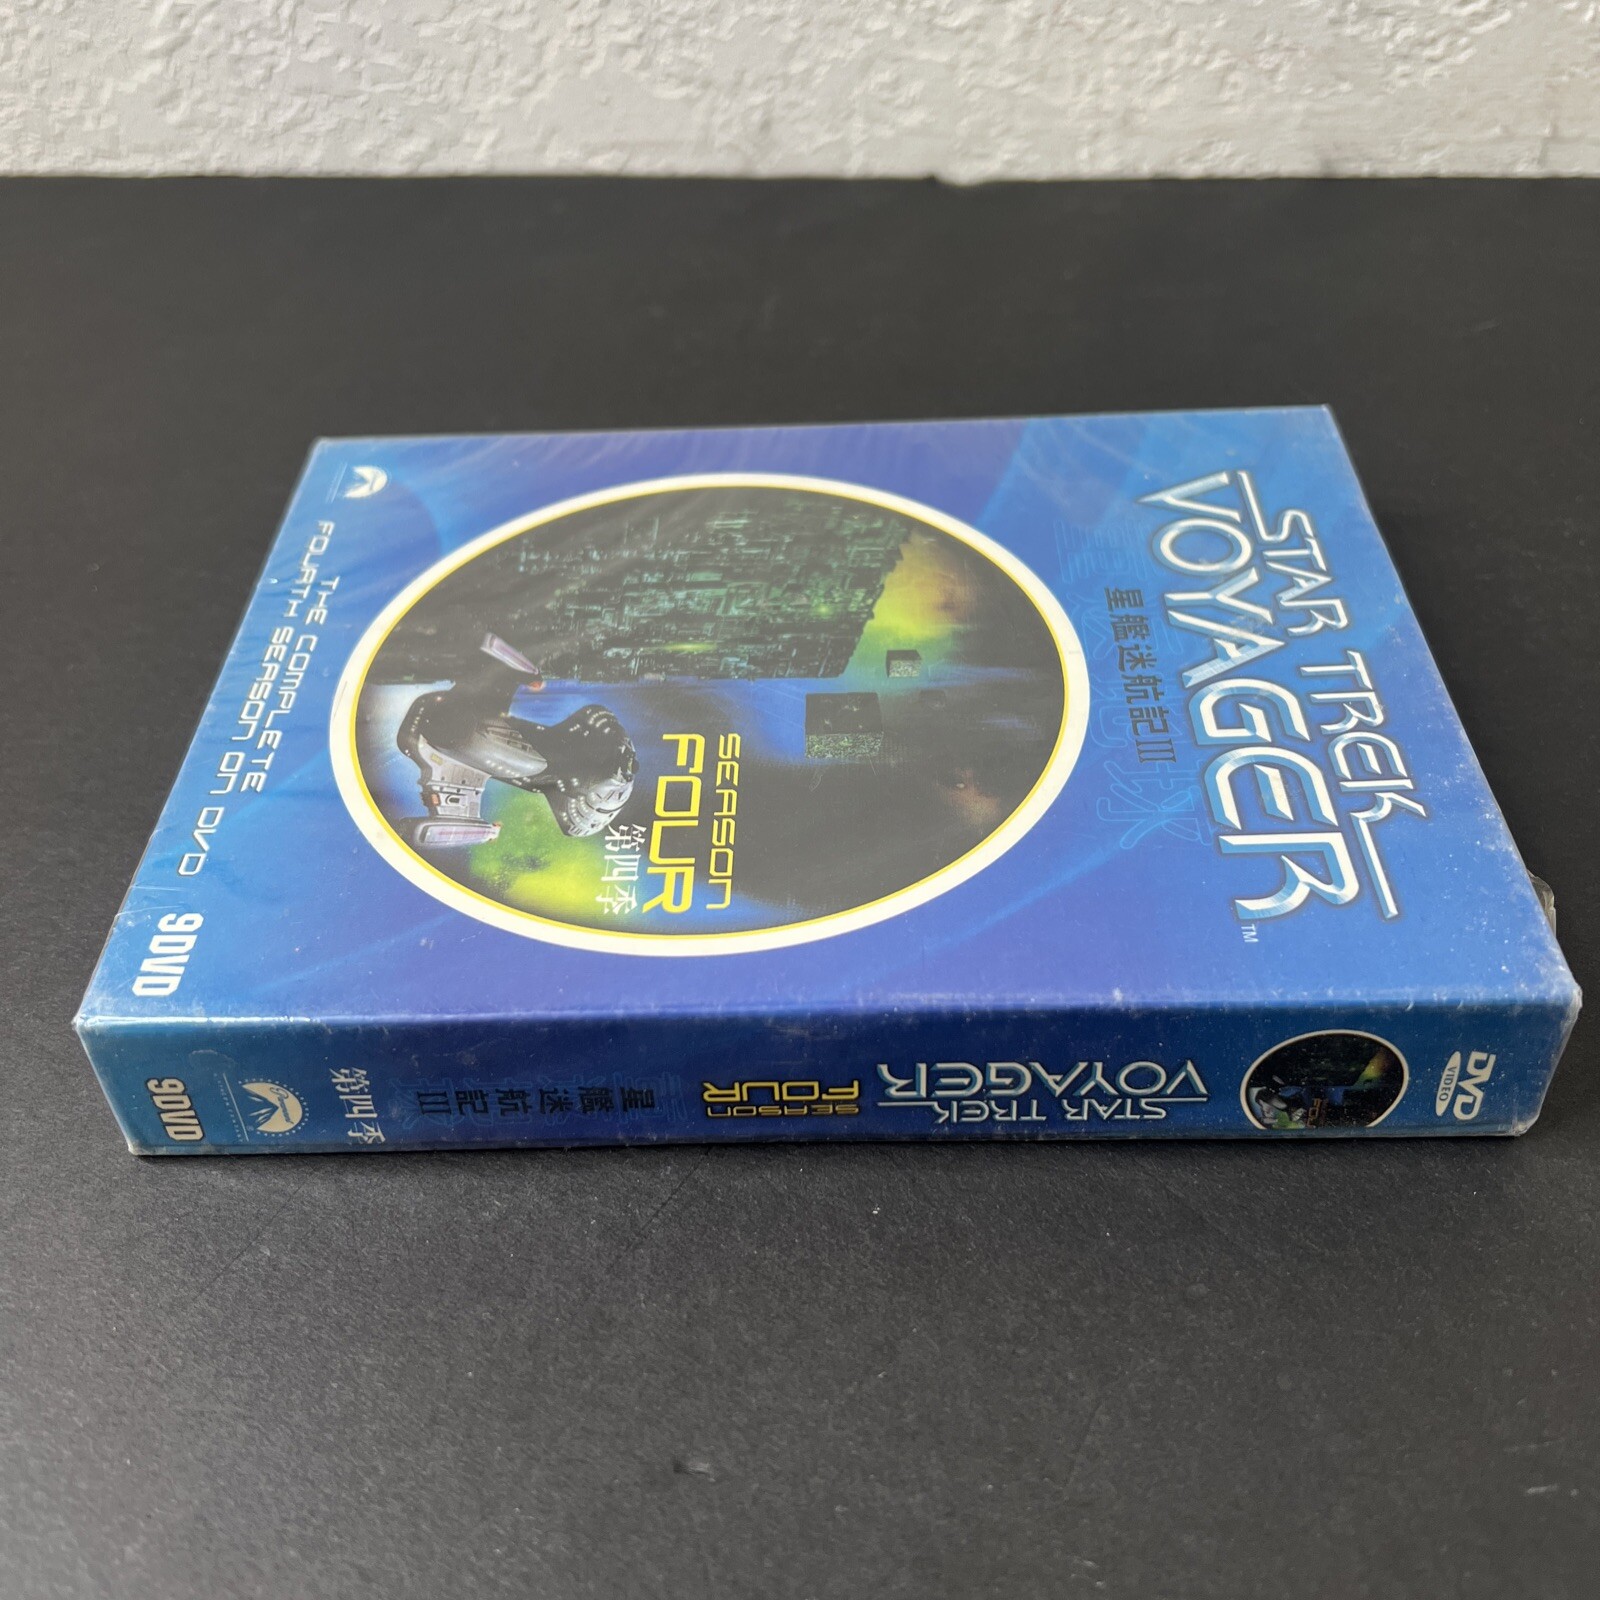 STAR TREK
VOYAGER
TM
星艦迷航記III
SEASON
FOUR
第四季
THE COMPLETE
FOURTH SEASON ON DVD
9DVD
DVD
VIDEO
STAR TREK
VOYAGER
SEASON
FOUR
星艦迷航記III
第四季
Paramount
9DVD